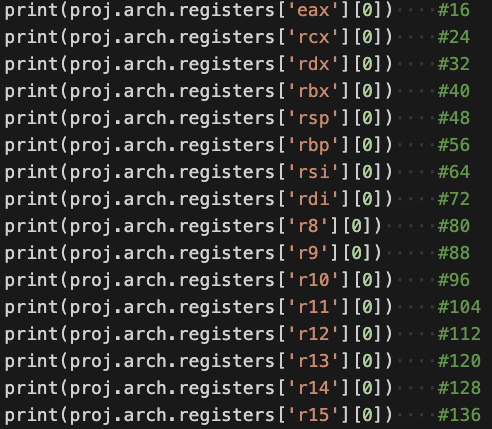 print(proj.arch.registers['eax'][0]) ····#16
print(proj.arch.registers['rcx'][0]) ····#24
print(proj.arch.registers['rdx'][0]) ····#32
print(proj.arch.registers['rbx'][0]) ····#40
print(proj.arch.registers['rsp'][0]) ····#48
print(proj.arch.registers['rbp'][0]) ····#56
print(proj.arch.registers['rsi'][0]) ····#64
print(proj.arch.registers['rdi'][0]) ····#72
print(proj.arch.registers['r8'][0]) ·····#80
print(proj.arch.registers['r9'][0]) ·····#88
print(proj.arch.registers['r10'][0]) ····#96
print(proj.arch.registers['r11'][0]) ····#104
print(proj.arch.registers['r12'][0]) ····#112
print(proj.arch.registers['r13'][0]) ····#120
print(proj.arch.registers['r14'][0]) ····#128
print(proj.arch.registers['r15'][0]) ····#136